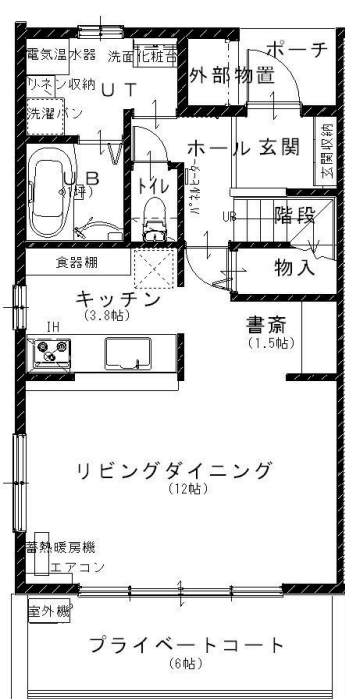 ポーチ
電気温水器
洗面化粧台
外部物置
リネン収納
UT
洗濯パン
ホール
玄関
玄関収納
UB
(1坪)
トイレ
パネルヒーター
UP
階段
物入
食器棚
キッチン
(3.8帖)
IH
書斎
(1.5帖)
リビングダイニング
(12帖)
蓄熱暖房機
エアコン
室外機
プライベートコート
(6帖)